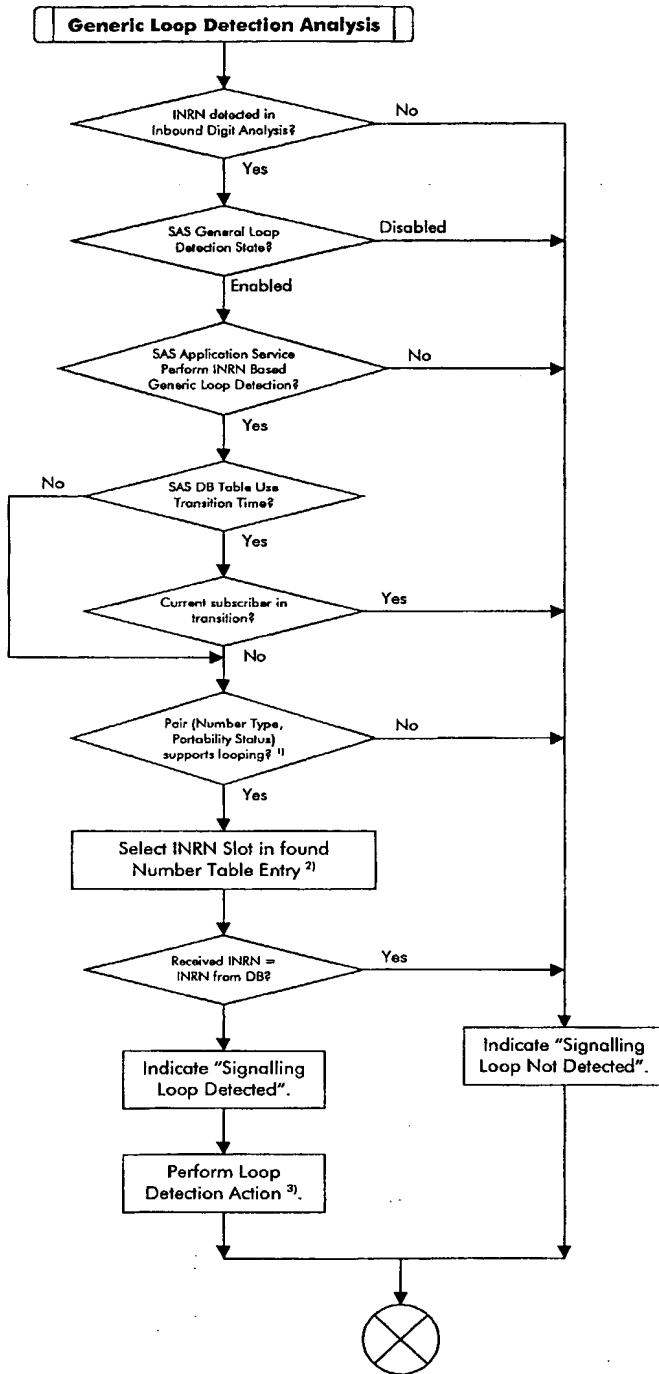 Generic Loop Detection Analysis
INRN detected in
Inbound Digit Analysis?
No
Yes
SAS General Loop
Detection State?
Disabled
Enabled
SAS Application Service
Perform INRN Based
Generic Loop Detection?
No
Yes
No
SAS DB Table Use
Transition Time?
Yes
Current subscriber in
transition?
Yes
No
Pair (Number Type,
Portability Status)
supports looping? 1)
No
Yes
Select INRN Slot in found
Number Table Entry 2)
Received INRN =
INRN from DB?
Yes
Indicate "Signalling
Loop Detected".
Indicate "Signalling
Loop Not Detected".
Perform Loop
Detection Action 3).